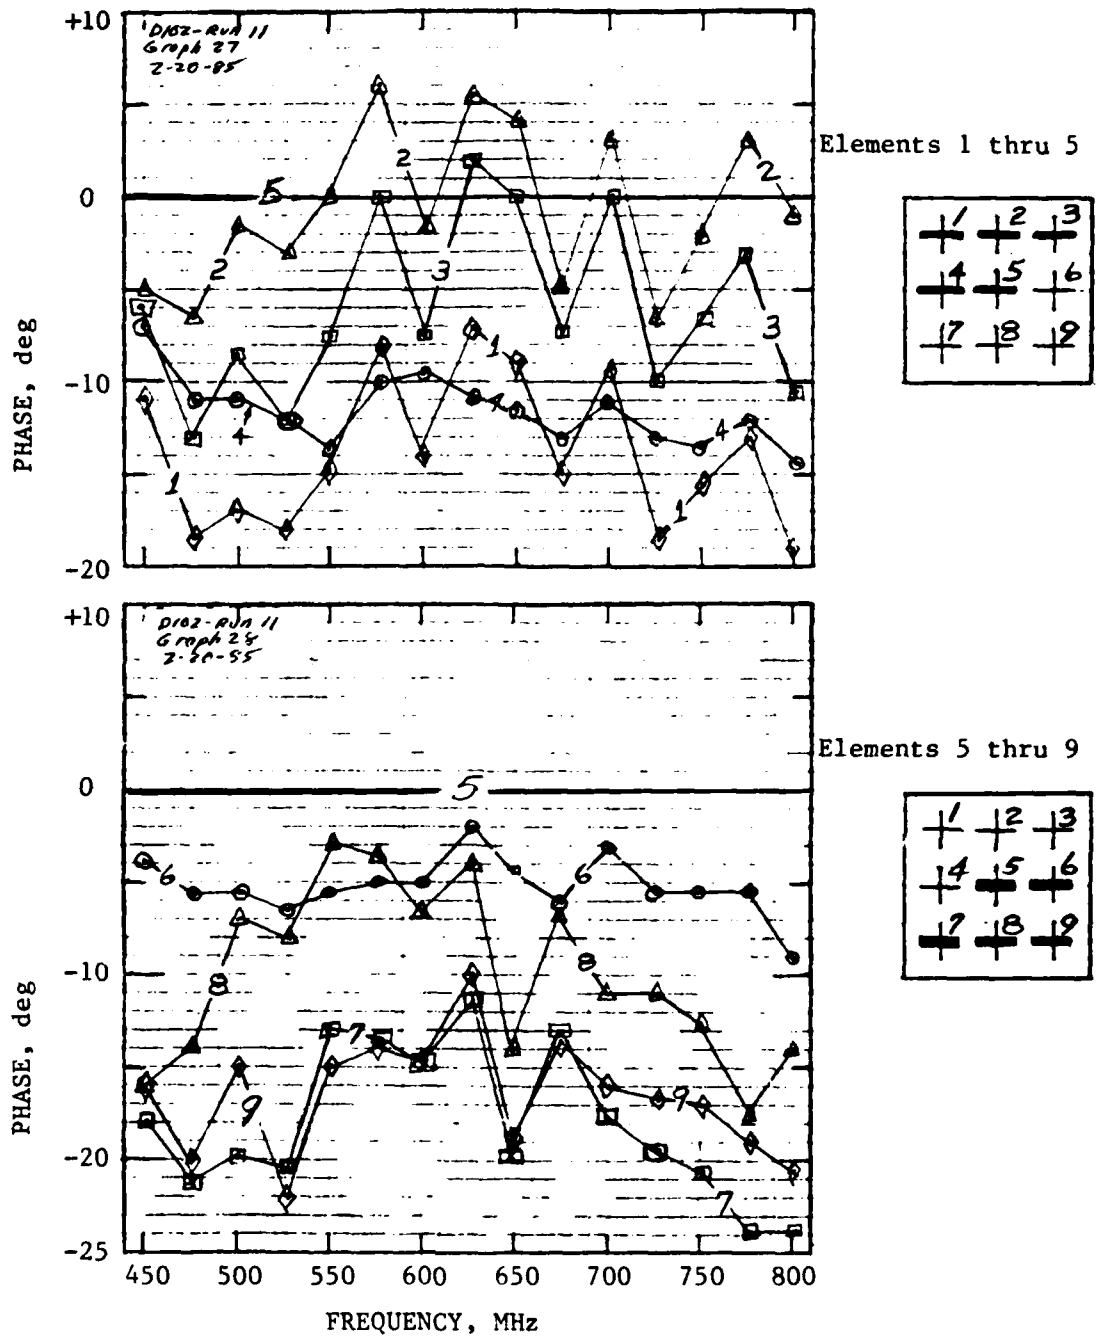 +10
D102-RUN 11
Graph 27
2-20-85
0
-10
-20
PHASE, deg
5
2
2
2
3
3
4
4
4
1
1
1
Elements 1 thru 5
1 2 3
4 5 6
7 8 9
+10
D102-RUN 11
Graph 28
2-20-85
0
-10
-20
-25
PHASE, deg
5
6
6
8
8
7
7
9
9
Elements 5 thru 9
1 2 3
4 5 6
7 8 9
450 500 550 600 650 700 750 800
FREQUENCY, MHz